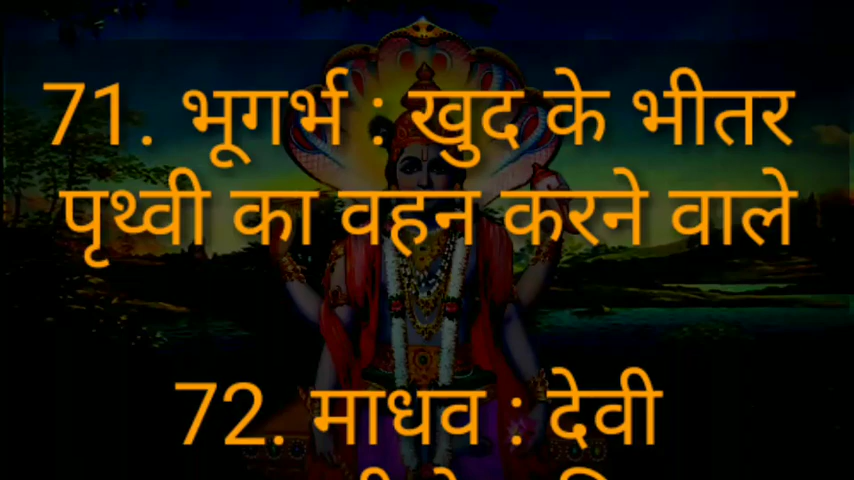 71. भूगर्भ : खुद के भीतर
पृथ्वी का वहन करने वाले
72. माधव : देवी